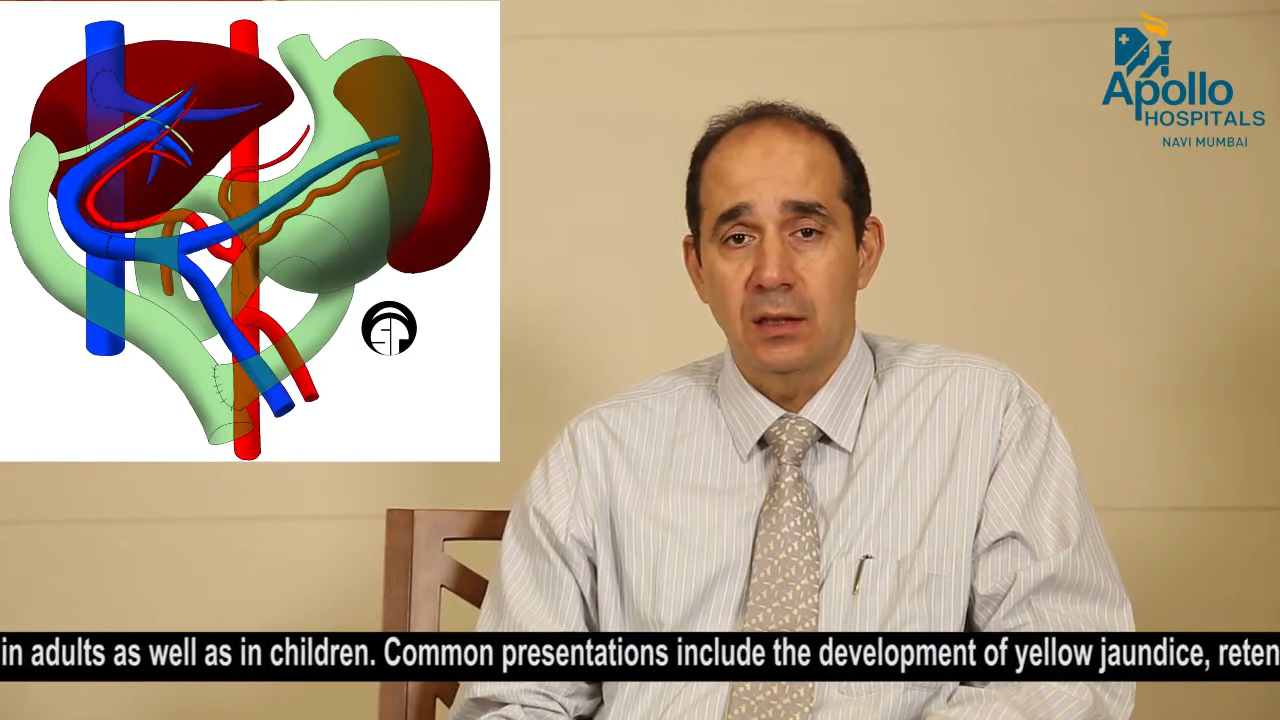 Apollo
HOSPITALS
NAVI MUMBAI
in adults as well as in children. Common presentations include the development of yellow jaundice, reten